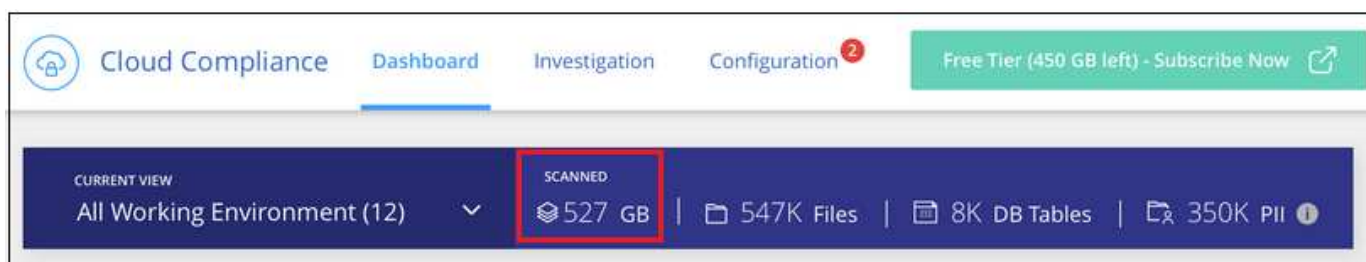 Cloud Compliance Dashboard Investigation Configuration 2 Free Tier (450 GB left) - Subscribe Now
CURRENT VIEW SCANNED
All Working Environment (12) 527 GB | 547K Files | 8K DB Tables | 350K PII i